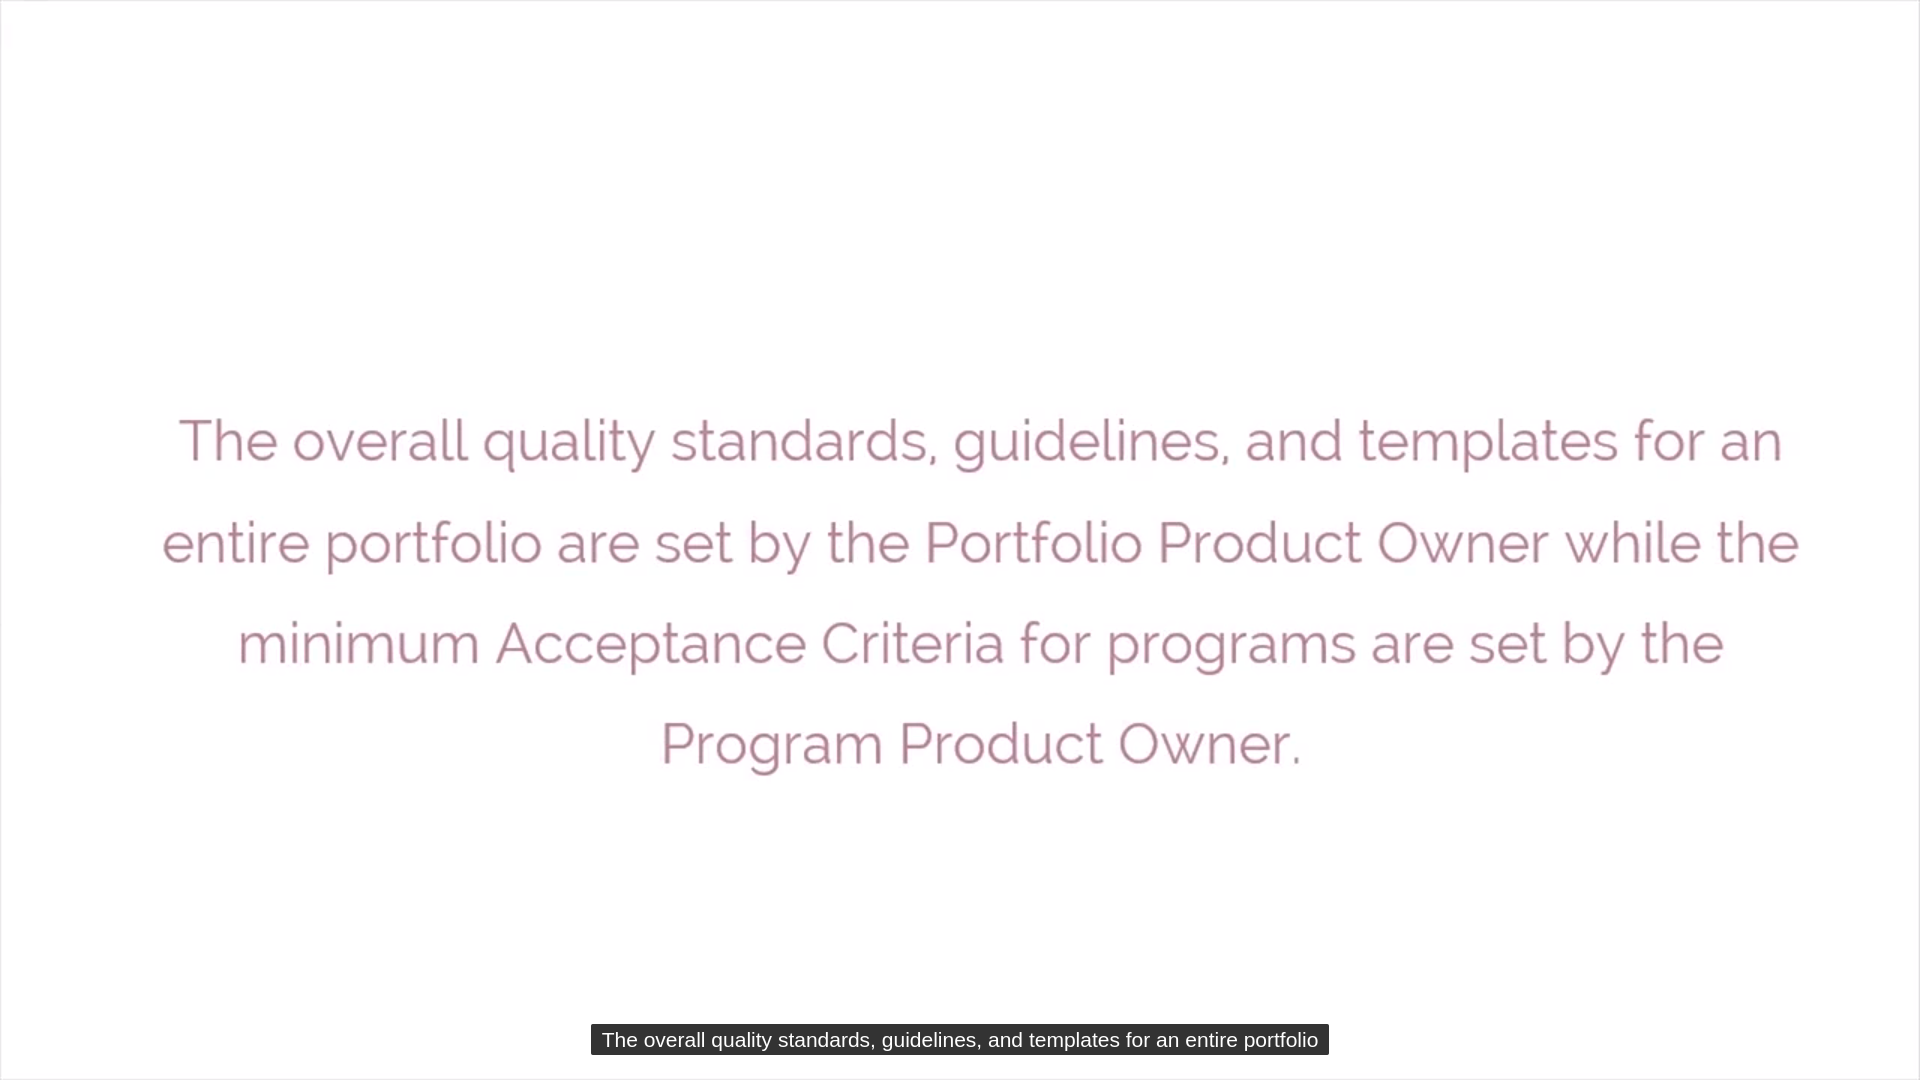 The overall quality standards, guidelines, and templates for an
entire portfolio are set by the Portfolio Product Owner while the
minimum Acceptance Criteria for programs are set by the
Program Product Owner.
The overall quality standards, guidelines, and templates for an entire portfolio